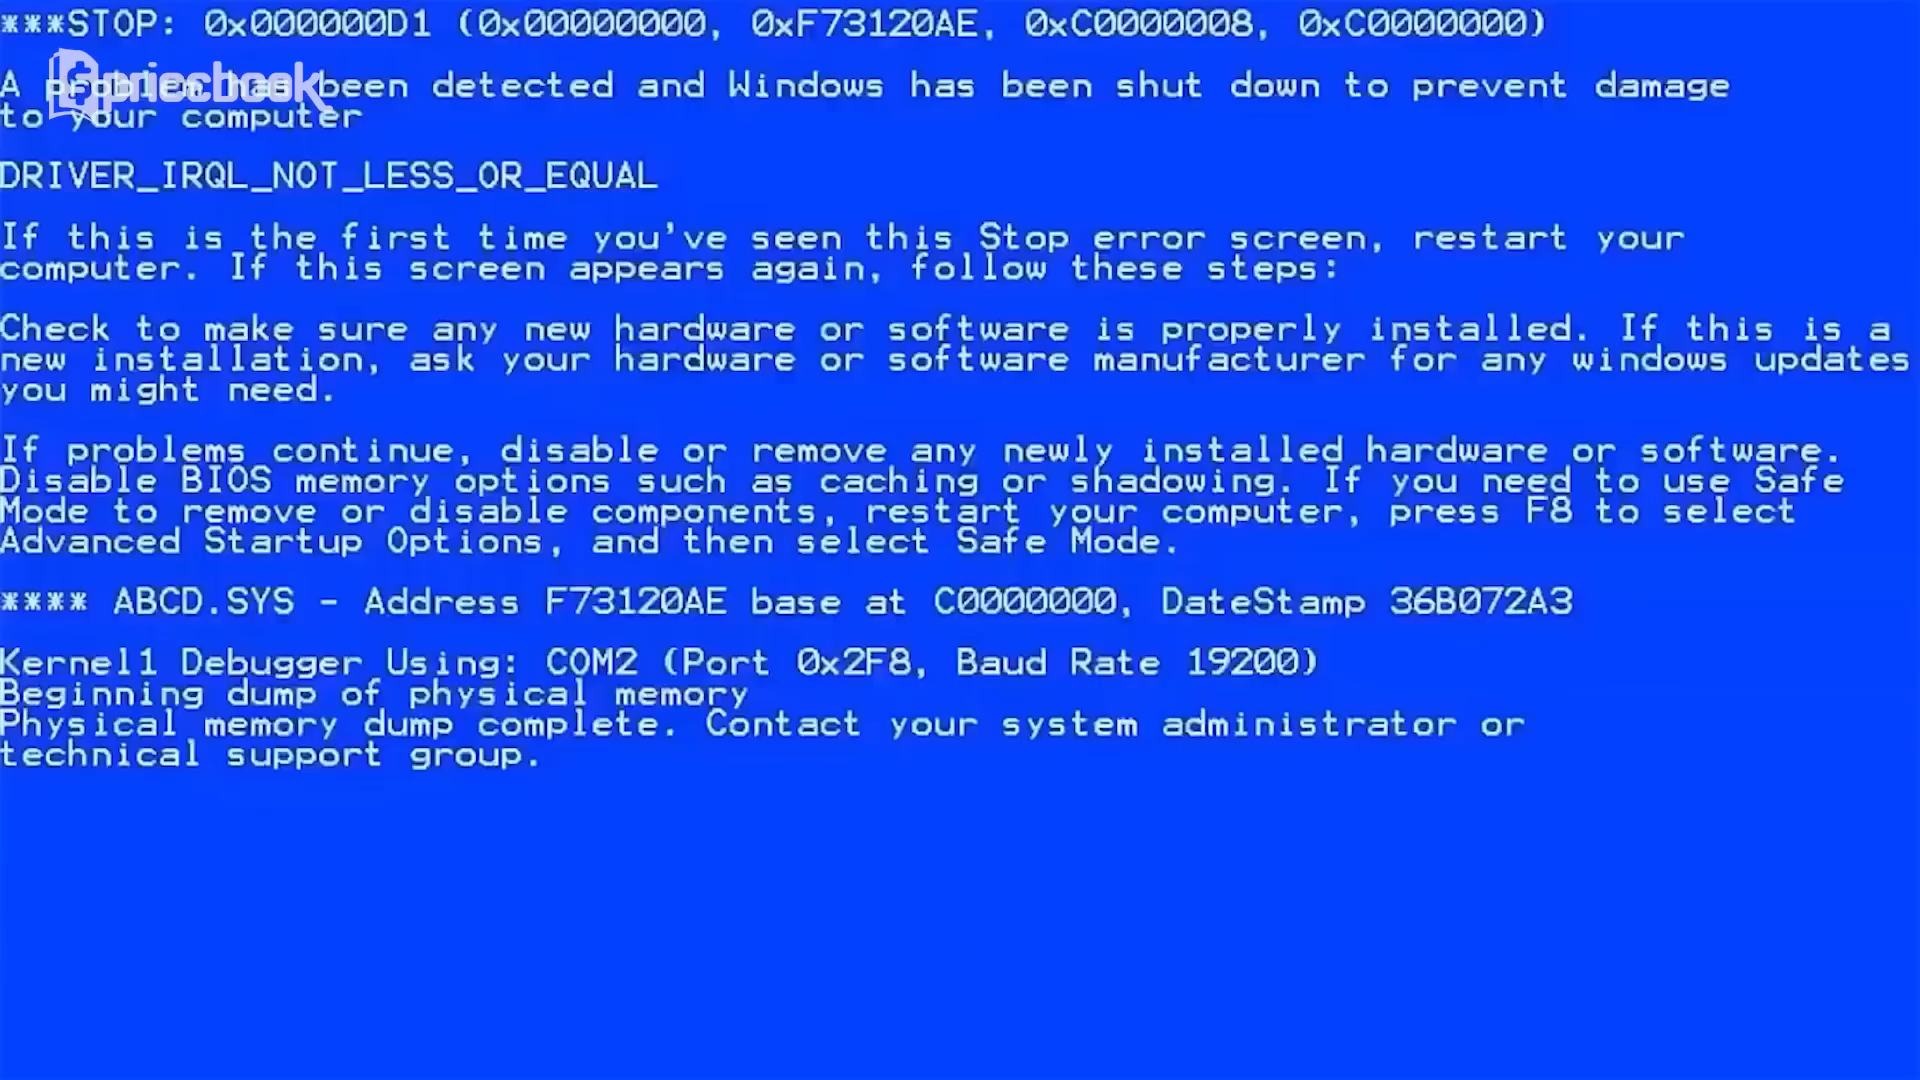 ***STOP: 0x000000D1 (0x00000000, 0xF73120AE, 0xC0000008, 0xC0000000)
A problem has been detected and Windows has been shut down to prevent damage
to your computer
priecbook
DRIVER_IRQL_NOT_LESS_OR_EQUAL
If this is the first time you've seen this Stop error screen, restart your
computer. If this screen appears again, follow these steps:
Check to make sure any new hardware or software is properly installed. If this is a
new installation, ask your hardware or software manufacturer for any windows updates
you might need.
If problems continue, disable or remove any newly installed hardware or software.
Disable BIOS memory options such as caching or shadowing. If you need to use Safe
Mode to remove or disable components, restart your computer, press F8 to select
Advanced Startup Options, and then select Safe Mode.
**** ABCD.SYS - Address F73120AE base at C0000000, DateStamp 36B072A3
Kernel1 Debugger Using: COM2 (Port 0x2F8, Baud Rate 19200)
Beginning dump of physical memory
Physical memory dump complete. Contact your system administrator or
technical support group.